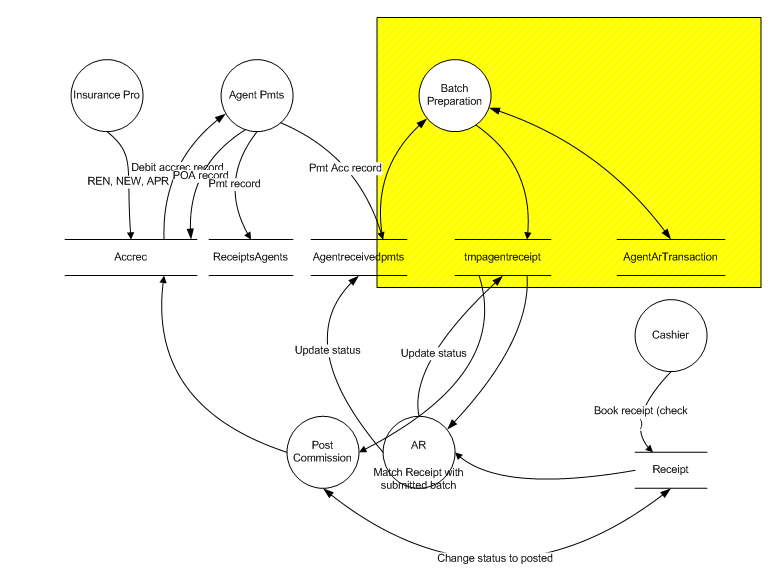 Insurance Pro
Agent Pmts
Batch
Preparation
Debit accrec record
REN, NEW, APR
POA record
Pmt record
Pmt Acc record
Accrec
ReceiptsAgents
Agentreceivedpmts
tmpagentreceipt
AgentArTransaction
Cashier
Update status
Update status
Book receipt (check
)
Post
Commission
AR
Match Receipt with
submitted batch
Receipt
Change status to posted